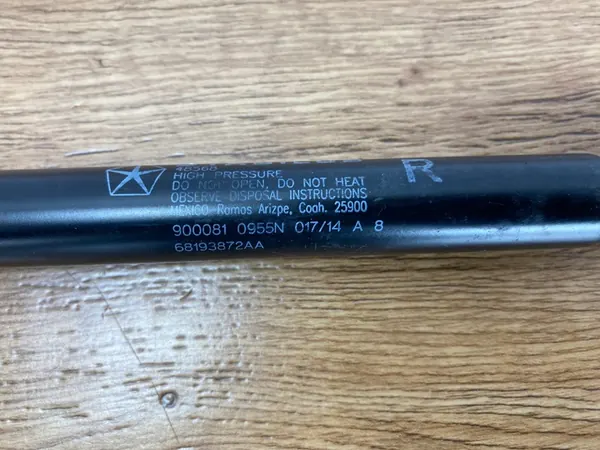 48568
R
HIGH PRESSURE
DO NOT OPEN, DO NOT HEAT
OBSERVE DISPOSAL INSTRUCTIONS
MEXICO-Ramos Arizpe, Coah. 25900
900081 0955N 017/14 A 8
68193872AA